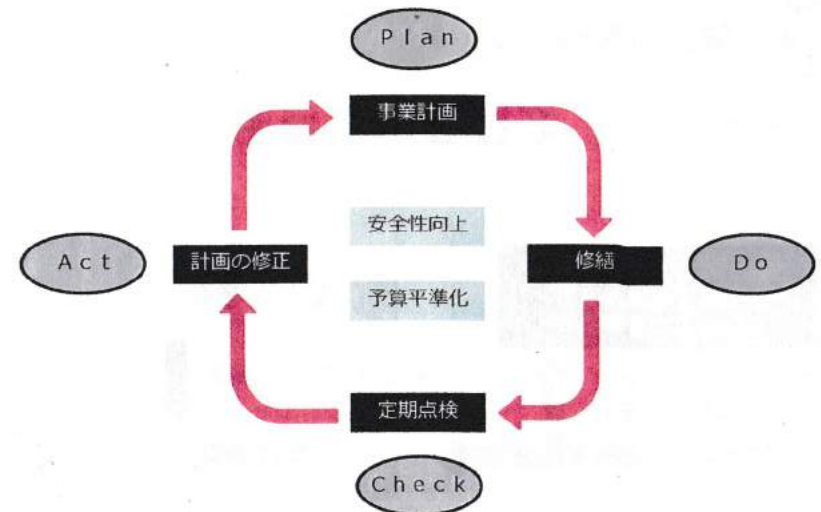 Plan
事業計画
安全性向上
Act
計画の修正
修繕
Do
予算平準化
定期点検
Check